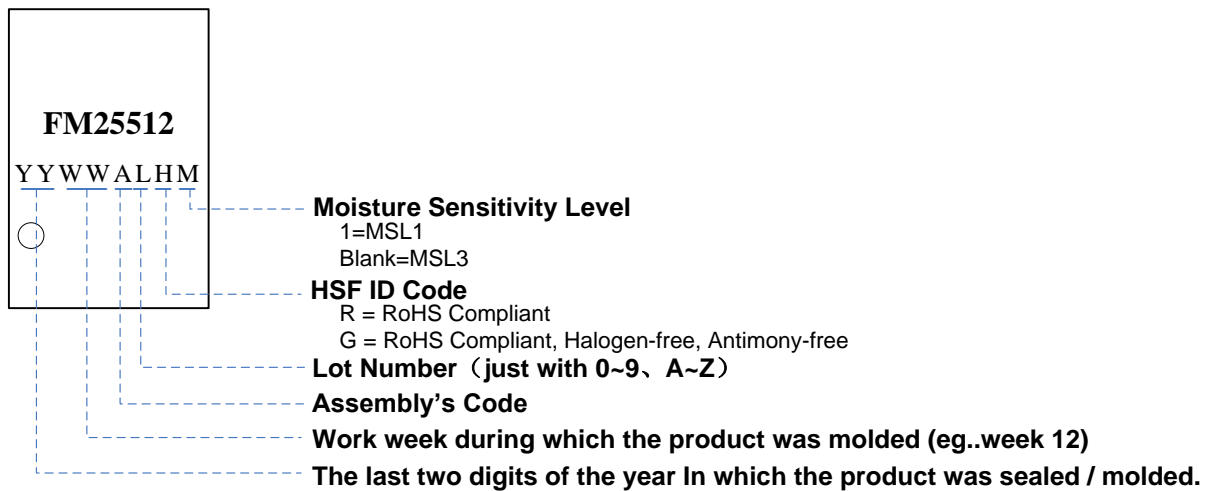 FM25512
YYWWALHM
Moisture Sensitivity Level
1=MSL1
Blank=MSL3
HSF ID Code
R = RoHS Compliant
G = RoHS Compliant, Halogen-free, Antimony-free
Lot Number（just with 0~9、A~Z）
Assembly’s Code
Work week during which the product was molded (eg..week 12)
The last two digits of the year In which the product was sealed / molded.